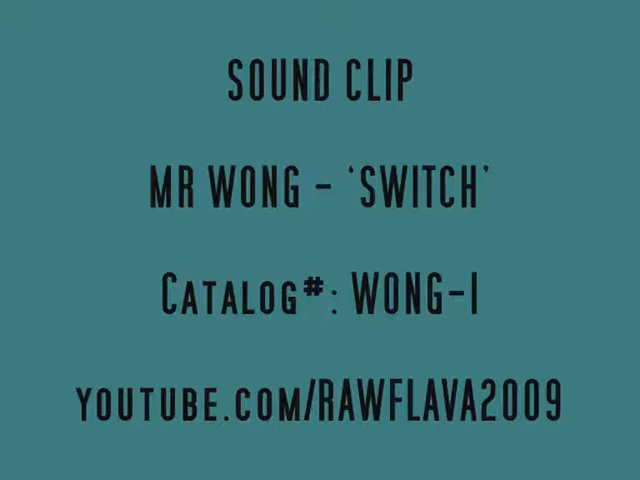 SOUND CLIP
MR WONG - 'SWITCH'
CATALOG#: WONG-1
YOUTUBE.COM/RAWFLAVA2009